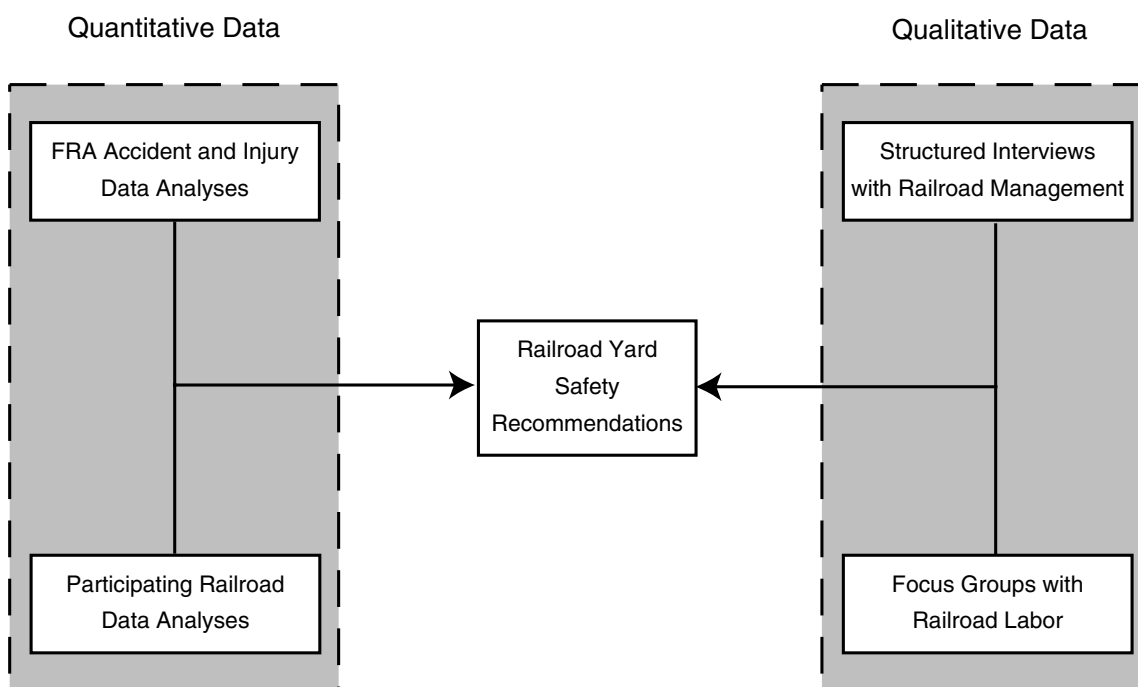 Quantitative Data
Qualitative Data
FRA Accident and Injury
Data Analyses
Structured Interviews
with Railroad Management
Railroad Yard
Safety
Recommendations
Participating Railroad
Data Analyses
Focus Groups with
Railroad Labor